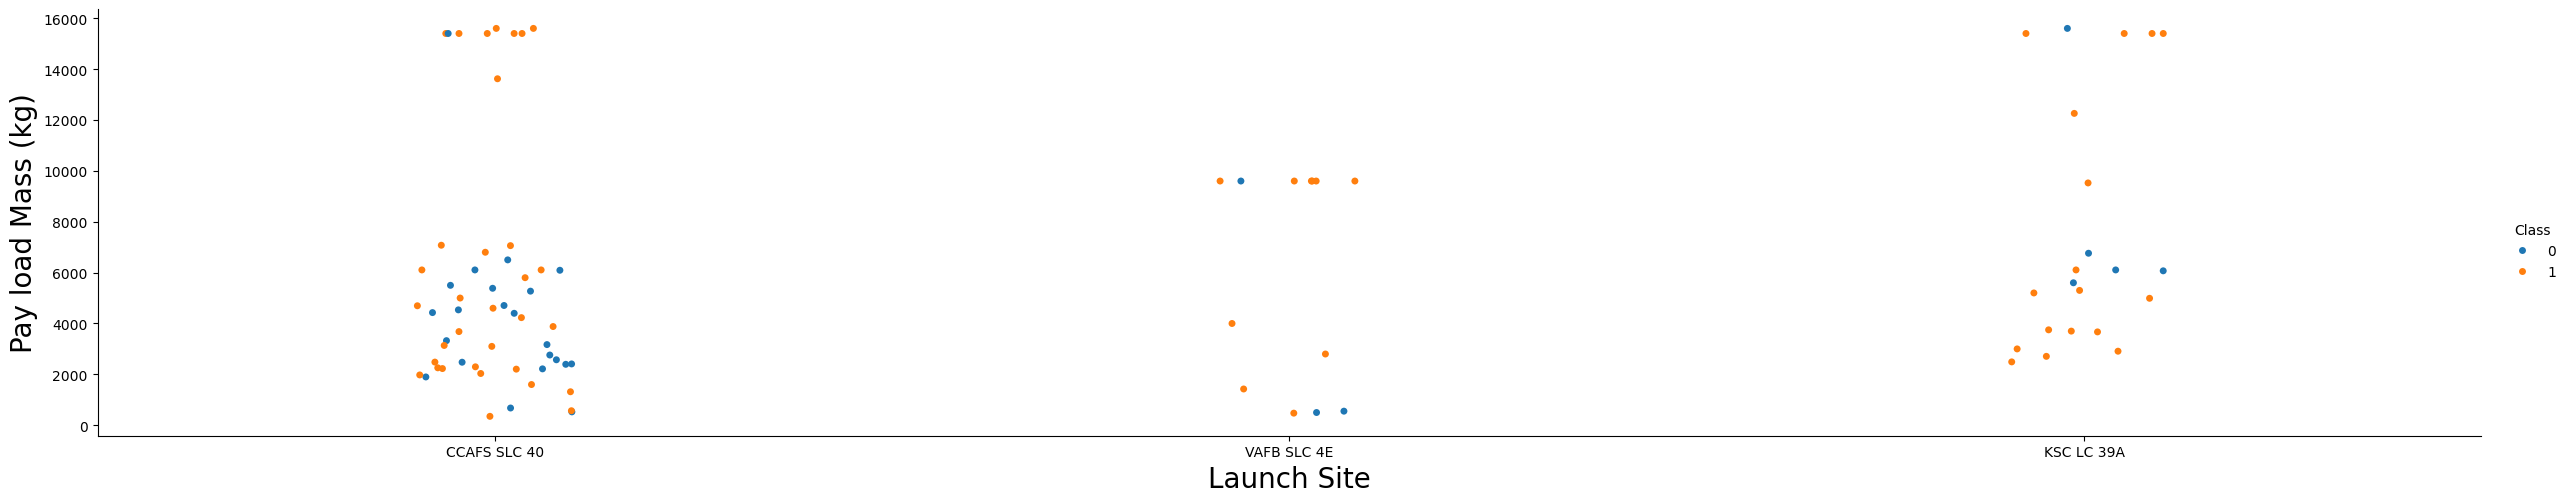 16000
14000
12000
10000
8000
6000
4000
2000
0
Pay load Mass (kg)
CCAFS SLC 40
VAFB SLC 4E
KSC LC 39A
Launch Site
Class
0
1